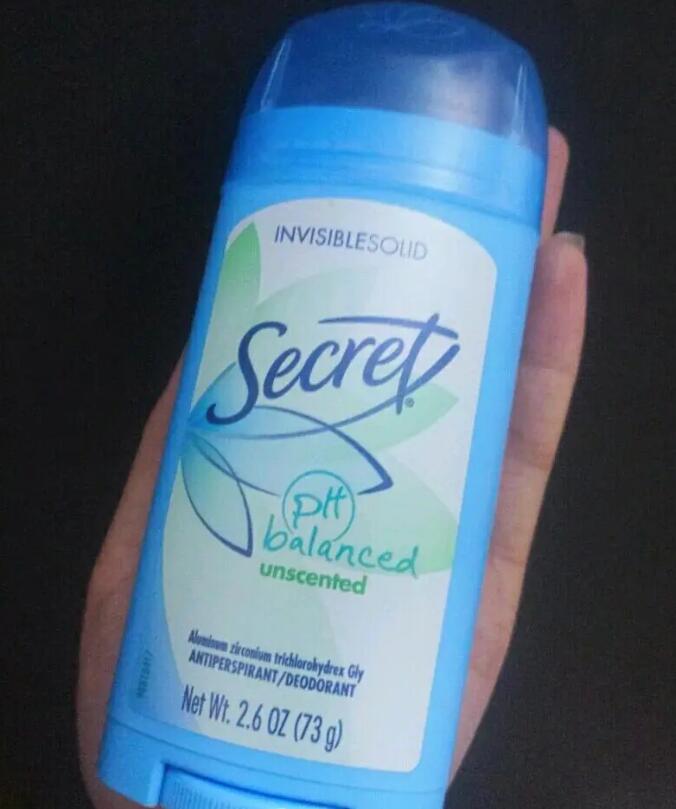 INVISIBLESOLID
Secret®
pH
balanced
unscented
Aluminum zirconium trichlorohydrex Gly
ANTIPERSPIRANT/DEODORANT
Net Wt. 2.6 OZ (73 g)